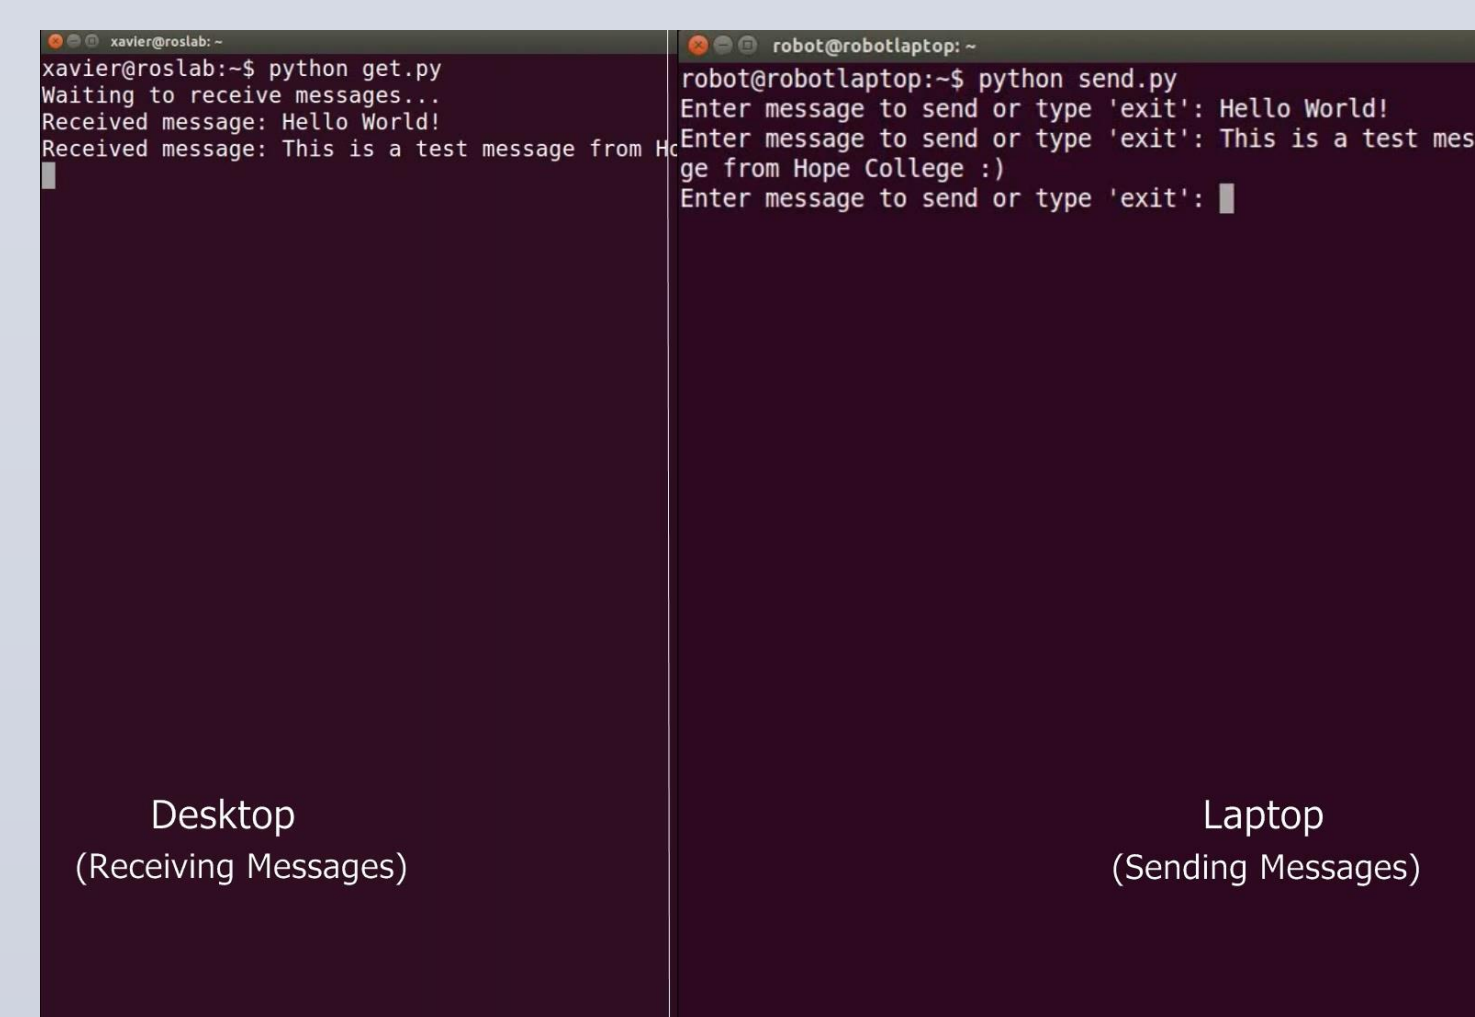 xavier@roslab: ~
xavier@roslab:~$ python get.py
Waiting to receive messages...
Received message: Hello World!
Received message: This is a test message from
Desktop
(Receiving Messages)
robot@robotlaptop: ~
robot@robotlaptop:~$ python send.py
Enter message to send or type 'exit': Hello World!
Enter message to send or type 'exit': This is a test mes
ge from Hope College :)
Enter message to send or type 'exit':
Laptop
(Sending Messages)